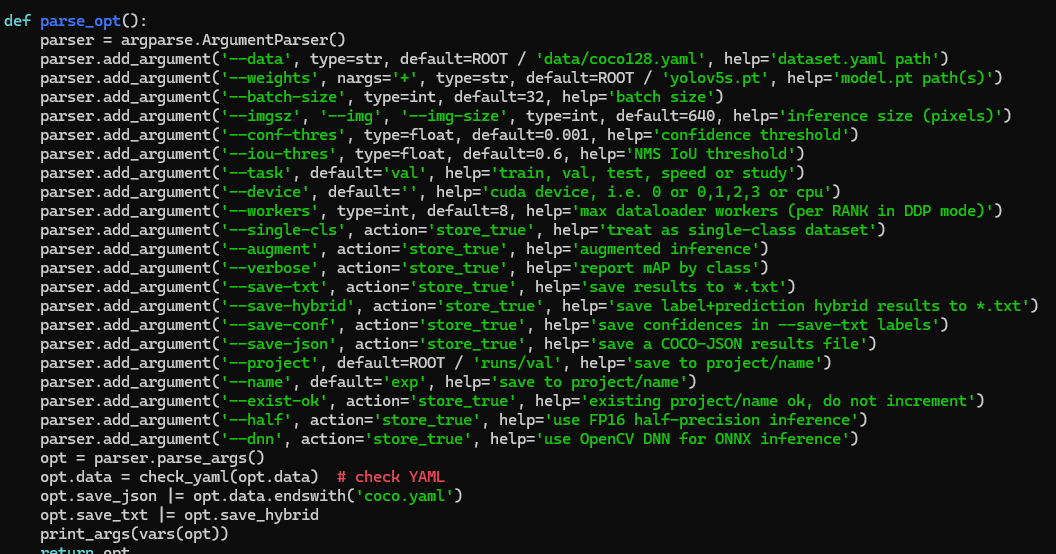 def parse_opt():
    parser = argparse.ArgumentParser()
    parser.add_argument('--data', type=str, default=ROOT / 'data/coco128.yaml', help='dataset.yaml path')
    parser.add_argument('--weights', nargs='+', type=str, default=ROOT / 'yolov5s.pt', help='model.pt path(s)')
    parser.add_argument('--batch-size', type=int, default=32, help='batch size')
    parser.add_argument('--imgsz', '--img', '--img-size', type=int, default=640, help='inference size (pixels)')
    parser.add_argument('--conf-thres', type=float, default=0.001, help='confidence threshold')
    parser.add_argument('--iou-thres', type=float, default=0.6, help='NMS IoU threshold')
    parser.add_argument('--task', default='val', help='train, val, test, speed or study')
    parser.add_argument('--device', default='', help='cuda device, i.e. 0 or 0,1,2,3 or cpu')
    parser.add_argument('--workers', type=int, default=8, help='max dataloader workers (per RANK in DDP mode)')
    parser.add_argument('--single-cls', action='store_true', help='treat as single-class dataset')
    parser.add_argument('--augment', action='store_true', help='augmented inference')
    parser.add_argument('--verbose', action='store_true', help='report mAP by class')
    parser.add_argument('--save-txt', action='store_true', help='save results to *.txt')
    parser.add_argument('--save-hybrid', action='store_true', help='save label+prediction hybrid results to *.txt')
    parser.add_argument('--save-conf', action='store_true', help='save confidences in --save-txt labels')
    parser.add_argument('--save-json', action='store_true', help='save a COCO-JSON results file')
    parser.add_argument('--project', default=ROOT / 'runs/val', help='save to project/name')
    parser.add_argument('--name', default='exp', help='save to project/name')
    parser.add_argument('--exist-ok', action='store_true', help='existing project/name ok, do not increment')
    parser.add_argument('--half', action='store_true', help='use FP16 half-precision inference')
    parser.add_argument('--dnn', action='store_true', help='use OpenCV DNN for ONNX inference')
    opt = parser.parse_args()
    opt.data = check_yaml(opt.data)  # check YAML
    opt.save_json |= opt.data.endswith('coco.yaml')
    opt.save_txt |= opt.save_hybrid
    print_args(vars(opt))
    return opt